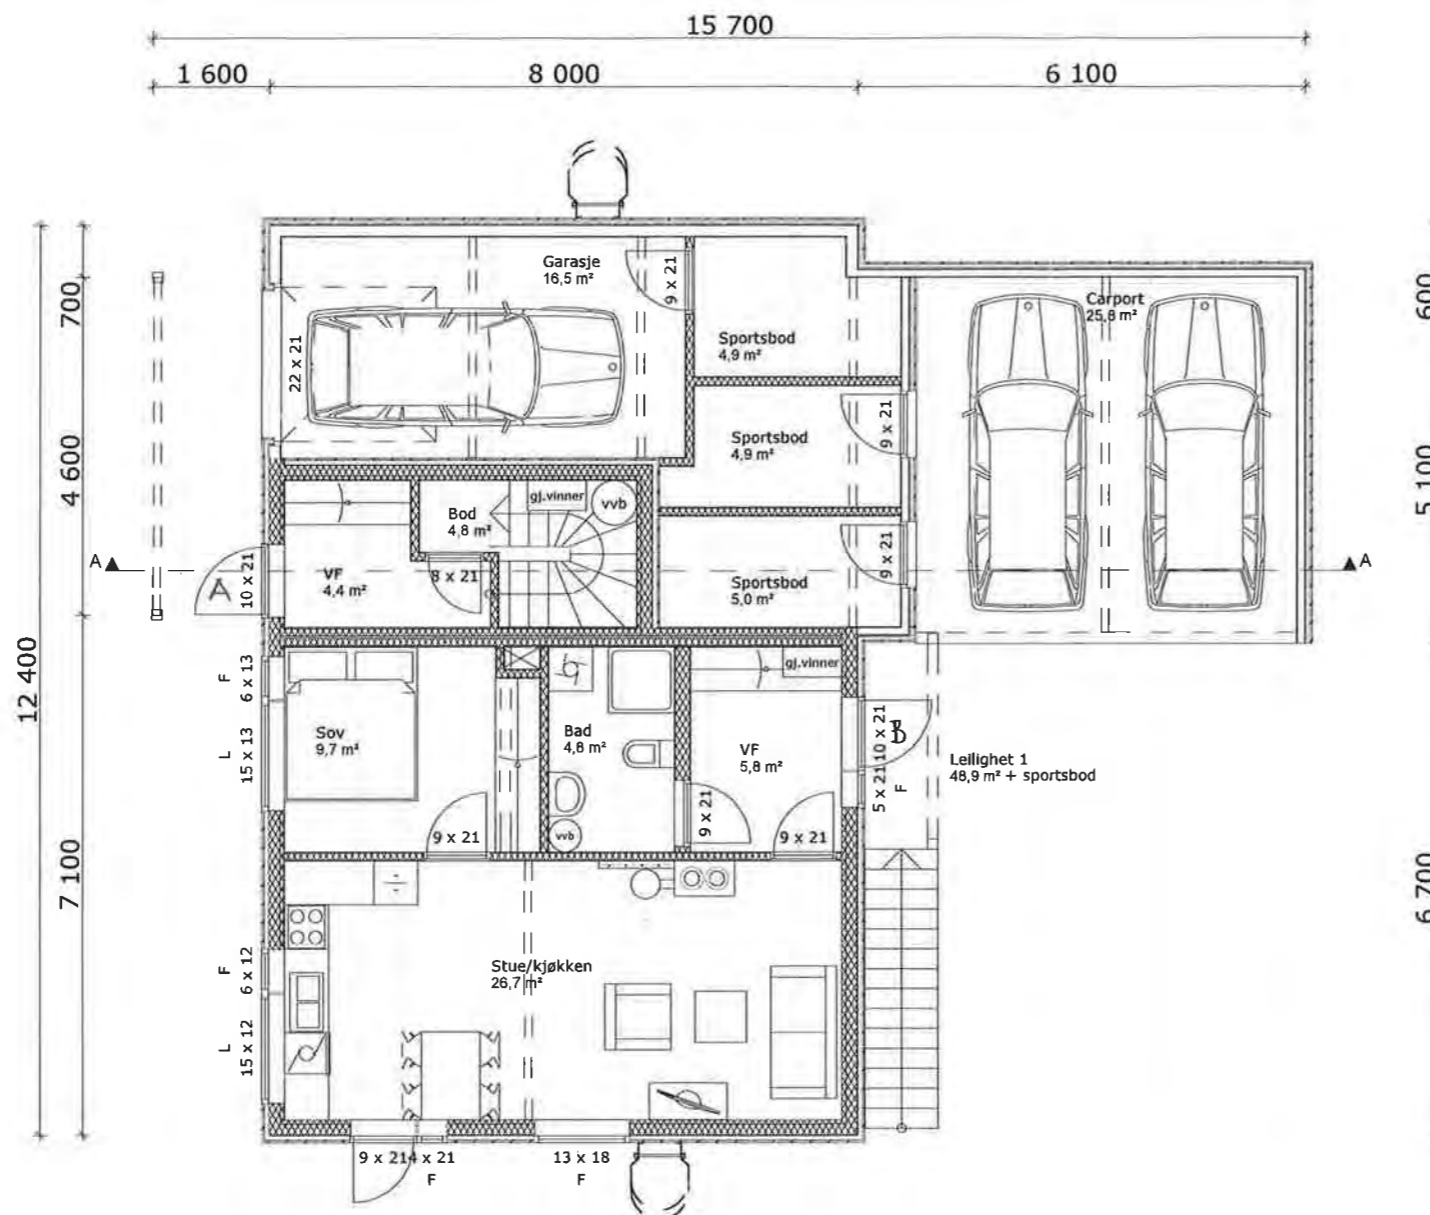 15 700
1 600
8 000
6 100
700
4 600
7 100
12 400
600
5 100
6 700
Garasje
16,5 m²
9 x 21
22 x 21
Sportsbod
4,9 m²
Carport
25,8 m²
Sportsbod
4,9 m²
9 x 21
gj.vinner
vvb
Bod
4,8 m²
8 x 21
VF
4,4 m²
10 x 21
A
A
A
Sportsbod
5,0 m²
9 x 21
F
6 x 13
L
15 x 13
Sov
9,7 m²
9 x 21
Bad
4,8 m²
vvb
gj.vinner
VF
5,8 m²
9 x 21
9 x 21
10 x 21
5 x 21
F
Leilighet 1
48,9 m² + sportsbod
F
6 x 12
L
15 x 12
Stue/kjøkken
26,7 m²
9 x 21
4 x 21
F
13 x 18
F